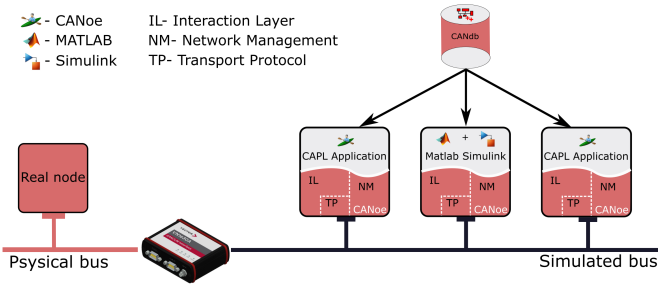 - CANoe
IL- Interaction Layer
- MATLAB
NM- Network Management
- Simulink
TP- Transport Protocol
CANdb
CAPL Application
IL
NM
TP
CANoe
Matlab Simulink
+
IL
NM
TP
CANoe
CAPL Application
IL
NM
TP
CANoe
Real node
Psysical bus
Simulated bus